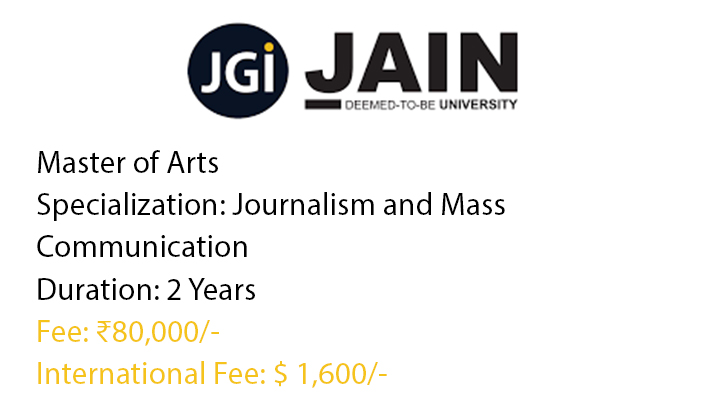 JGi JAIN
DEEMED-TO-BE UNIVERSITY
Master of Arts
Specialization: Journalism and Mass
Communication
Duration: 2 Years
Fee: ₹80,000/-
International Fee: $ 1,600/-